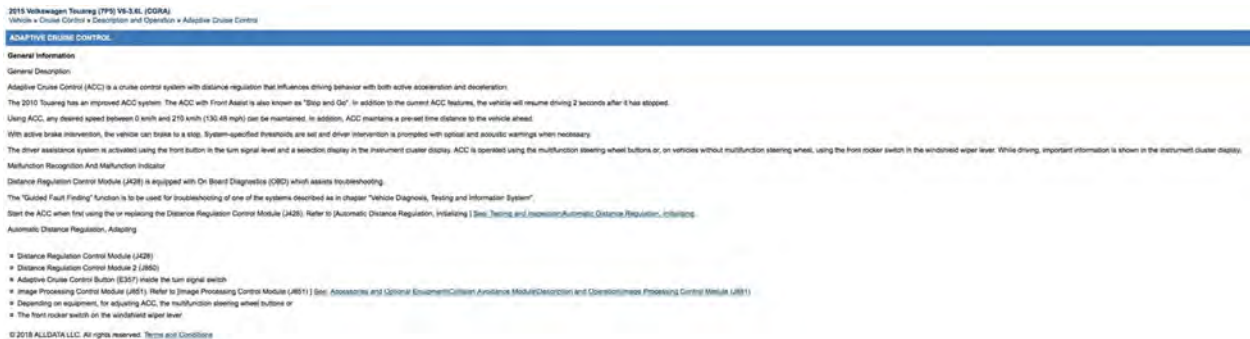 2015 Volkswagen Touareg (7P5) V6-3.6L (CGRA)
Vehicle » Cruise Control » Description and Operation » Adaptive Cruise Control
ADAPTIVE CRUISE CONTROL
General Information
General Description
Adaptive Cruise Control (ACC) is a cruise control system with distance regulation that influences driving behavior with both active acceleration and deceleration.
The 2010 Touareg has an improved ACC system. The ACC with Front Assist is also known as "Stop and Go". In addition to the current ACC features, the vehicle will resume driving 2 seconds after it has stopped.
Using ACC, any desired speed between 0 km/h and 210 km/h (130.48 mph) can be maintained. In addition, ACC maintains a pre-set time distance to the vehicle ahead.
With active brake intervention, the vehicle can brake to a stop. System-specified thresholds are set and driver intervention is prompted with optical and acoustic warnings when necessary.
The driver assistance system is activated using the front button in the turn signal level and a selection display in the instrument cluster display. ACC is operated using the multifunction steering wheel buttons or, on vehicles without multifunction steering wheel, using the front rocker switch in the windshield wiper lever. While driving, important information is shown in the instrument cluster display.
Malfunction Recognition And Malfunction Indicator
Distance Regulation Control Module (J428) is equipped with On Board Diagnostics (OBD) which assists troubleshooting.
The "Guided Fault Finding" function is to be used for troubleshooting of one of the systems described as in chapter "Vehicle Diagnosis, Testing and Information System".
Start the ACC when first using the or replacing the Distance Regulation Control Module (J428). Refer to [Automatic Distance Regulation, Initializing ] See: Testing and Inspection\Automatic Distance Regulation, Initializing.
Automatic Distance Regulation, Adapting
Distance Regulation Control Module (J428)
Distance Regulation Control Module 2 (J850)
Adaptive Cruise Control Button (E357) inside the turn signal switch
Image Processing Control Module (J851). Refer to [Image Processing Control Module (J851) ] See: Accessories and Optional Equipment\Collision Avoidance Module\Description and Operation\Image Processing Control Module (J851)
Depending on equipment, for adjusting ACC, the multifunction steering wheel buttons or
The front rocker switch on the windshield wiper lever
© 2018 ALLDATA LLC. All rights reserved. Terms and Conditions